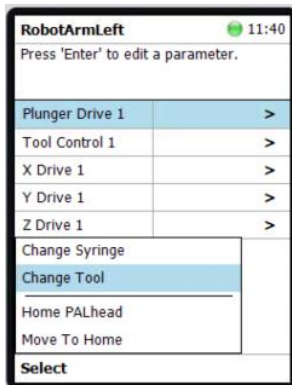 RobotArmLeft 11:40
Press 'Enter' to edit a parameter.
Plunger Drive 1 >
Tool Control 1 >
X Drive 1 >
Y Drive 1 >
Z Drive 1 >
Change Syringe
Change Tool
Home PALhead
Move To Home
Select